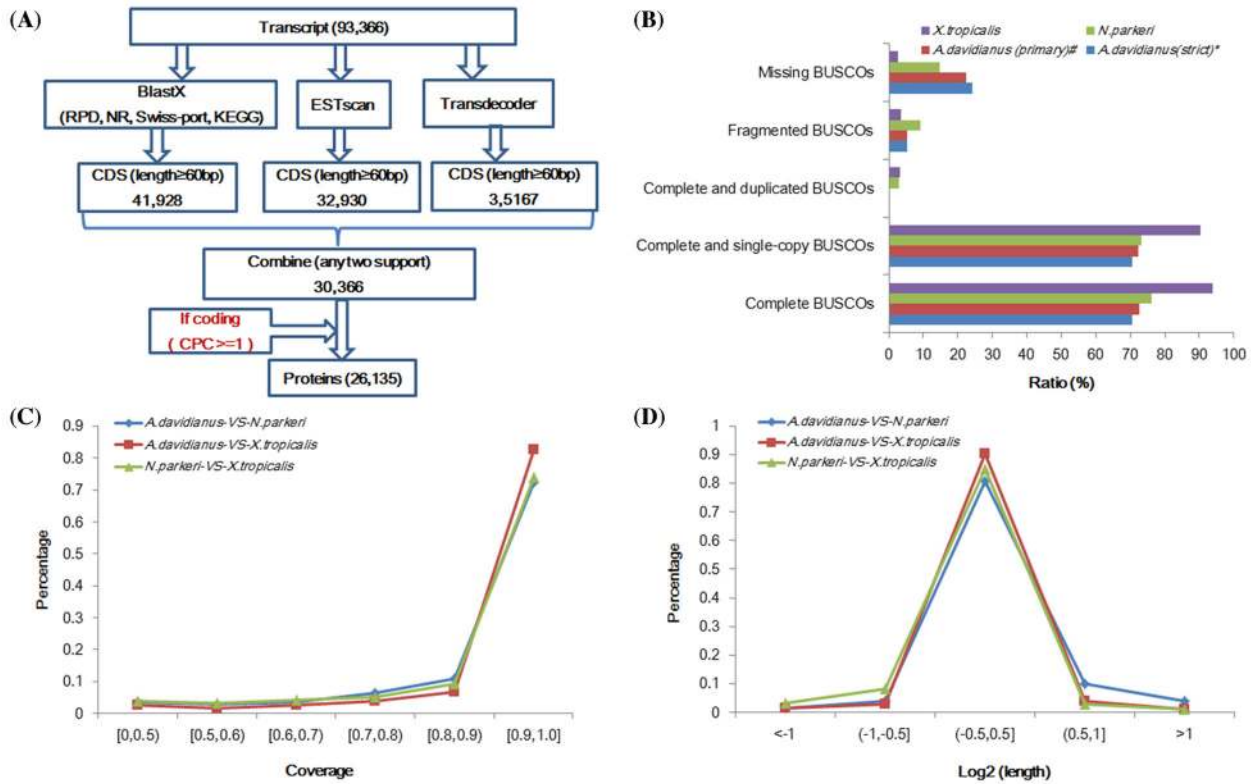 (A)
Transcript (93,366)
BlastX
(RPD, NR, Swiss-port, KEGG)
ESTscan
Transdecoder
CDS (length≥60bp)
41,928
CDS (length≥60bp)
32,930
CDS (length≥60bp)
3,5167
Combine (any two support)
30,366
If coding
( CPC >=1 )
Proteins (26,135)
(B)
X.tropicalis
N.parkeri
A.davidianus (primary)#
A.davidianus(strict)*
Missing BUSCOs
Fragmented BUSCOs
Complete and duplicated BUSCOs
Complete and single-copy BUSCOs
Complete BUSCOs
0 10 20 30 40 50 60 70 80 90 100
Ratio (%)
(C)
A.davidianus-VS-N.parkeri
A.davidianus-VS-X.tropicalis
N.parkeri-VS-X.tropicalis
0.9
0.8
0.7
0.6
0.5
0.4
0.3
0.2
0.1
0
Percentage
[0,0.5) [0.5,0.6) [0.6,0.7) [0.7,0.8) [0.8,0.9) [0.9,1.0]
Coverage
(D)
A.davidianus-VS-N.parkeri
A.davidianus-VS-X.tropicalis
N.parkeri-VS-X.tropicalis
1
0.9
0.8
0.7
0.6
0.5
0.4
0.3
0.2
0.1
0
Percentage
<-1 (-1,-0.5] (-0.5,0.5] (0.5,1] >1
Log2 (length)